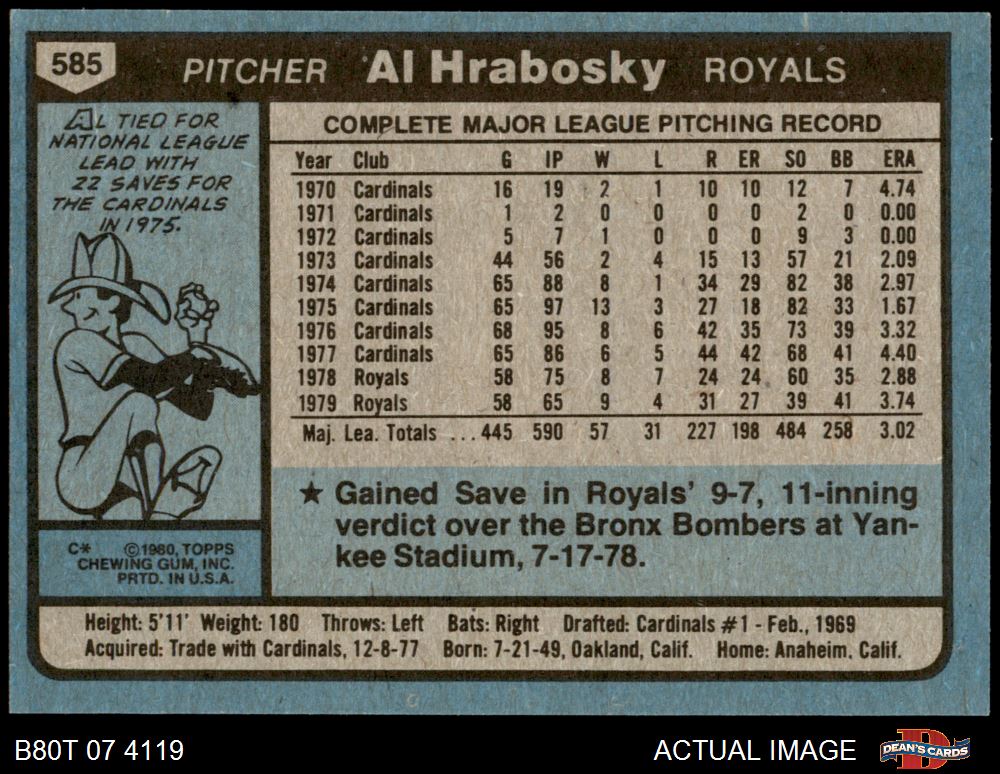 585 PITCHER Al Hrabosky ROYALS
AL TIED FOR
NATIONAL LEAGUE
LEAD WITH
22 SAVES FOR
THE CARDINALS
IN 1975.
COMPLETE MAJOR LEAGUE PITCHING RECORD
Year Club G IP W L R ER SO BB ERA
1970 Cardinals 16 19 2 1 10 10 12 7 4.74
1971 Cardinals 1 2 0 0 0 0 2 0 0.00
1972 Cardinals 5 7 1 0 0 0 9 3 0.00
1973 Cardinals 44 56 2 4 15 13 57 21 2.09
1974 Cardinals 65 88 8 1 34 29 82 38 2.97
1975 Cardinals 65 97 13 3 27 18 82 33 1.67
1976 Cardinals 68 95 8 6 42 35 73 39 3.32
1977 Cardinals 65 86 6 5 44 42 68 41 4.40
1978 Royals 58 75 8 7 24 24 60 35 2.88
1979 Royals 58 65 9 4 31 27 39 41 3.74
Maj. Lea. Totals ... 445 590 57 31 227 198 484 258 3.02
★ Gained Save in Royals' 9-7, 11-inning
verdict over the Bronx Bombers at Yan-
kee Stadium, 7-17-78.
C* ©1980, TOPPS
CHEWING GUM, INC.
PRTD. IN U.S.A.
Height: 5'11' Weight: 180 Throws: Left Bats: Right Drafted: Cardinals #1 - Feb., 1969
Acquired: Trade with Cardinals, 12-8-77 Born: 7-21-49, Oakland, Calif. Home: Anaheim. Calif.
B80T 07 4119 ACTUAL IMAGE DEAN'S CARDS